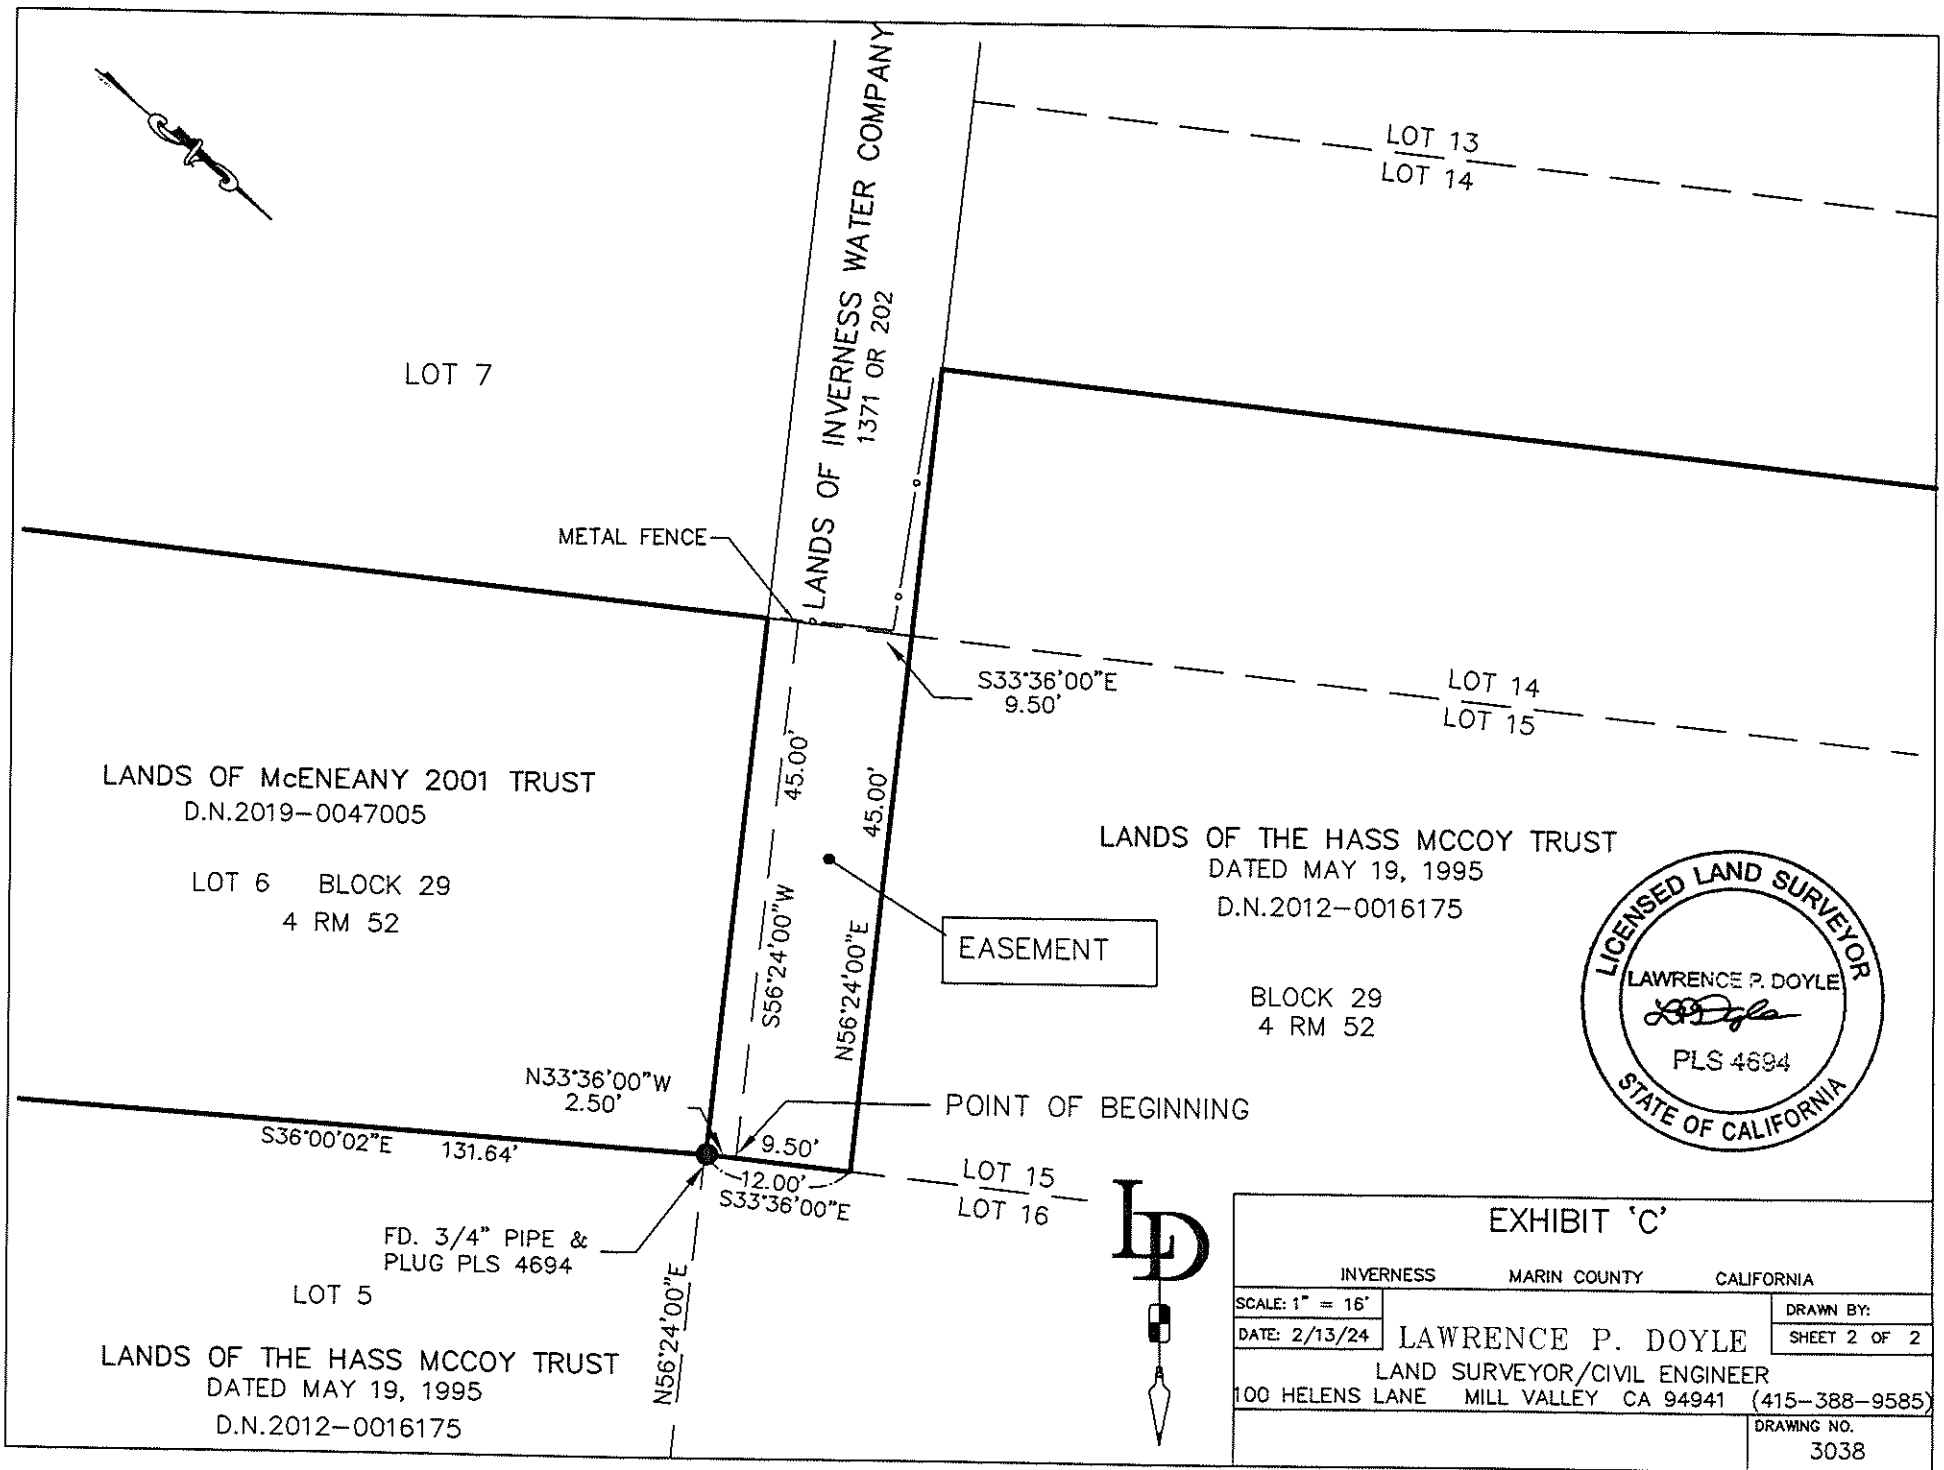 LOT 13
LOT 14
LANDS OF INVERNESS WATER COMPANY
1371 OR 202
LOT 7
METAL FENCE
S33°36'00"E
9.50'
LOT 14
LOT 15
45.00'
S56°24'00"W
45.00'
N56°24'00"E
LANDS OF McENEANY 2001 TRUST
D.N.2019-0047005
LOT 6 BLOCK 29
4 RM 52
LANDS OF THE HASS MCCOY TRUST
DATED MAY 19, 1995
D.N.2012-0016175
EASEMENT
BLOCK 29
4 RM 52
LICENSED LAND SURVEYOR
LAWRENCE P. DOYLE
PLS 4694
STATE OF CALIFORNIA
N33°36'00"W
2.50'
POINT OF BEGINNING
S36°00'02"E 131.64'
9.50'
12.00'
S33°36'00"E
LOT 15
LOT 16
FD. 3/4" PIPE &
PLUG PLS 4694
LOT 5
N56°24'00"E
LANDS OF THE HASS MCCOY TRUST
DATED MAY 19, 1995
D.N.2012-0016175
LD
EXHIBIT 'C'
INVERNESS MARIN COUNTY CALIFORNIA
SCALE: 1" = 16'
DATE: 2/13/24
LAWRENCE P. DOYLE
DRAWN BY:
SHEET 2 OF 2
LAND SURVEYOR/CIVIL ENGINEER
100 HELENS LANE MILL VALLEY CA 94941 (415-388-9585)
DRAWING NO.
3038